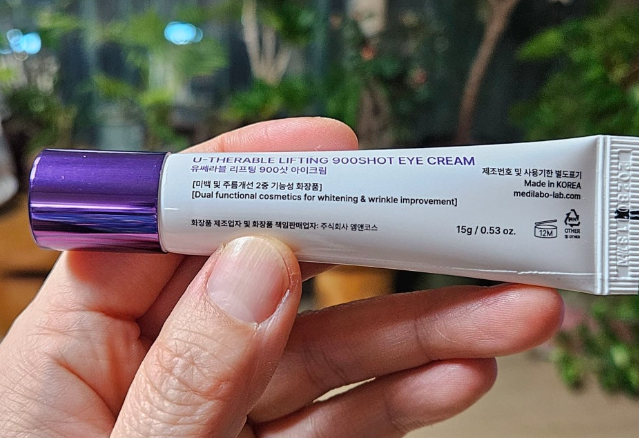 U-THERABLE LIFTING 900SHOT EYE CREAM
유쎄라블 리프팅 900샷 아이크림
[미백 및 주름개선 2중 기능성 화장품]
[Dual functional cosmetics for whitening & wrinkle improvement]
화장품 제조업자 및 화장품 책임판매업자: 주식회사 엠앤코스
제조번호 및 사용기한 별도표기
Made in KOREA
medilabo-lab.com
15g / 0.53 oz.
12M
OTHER